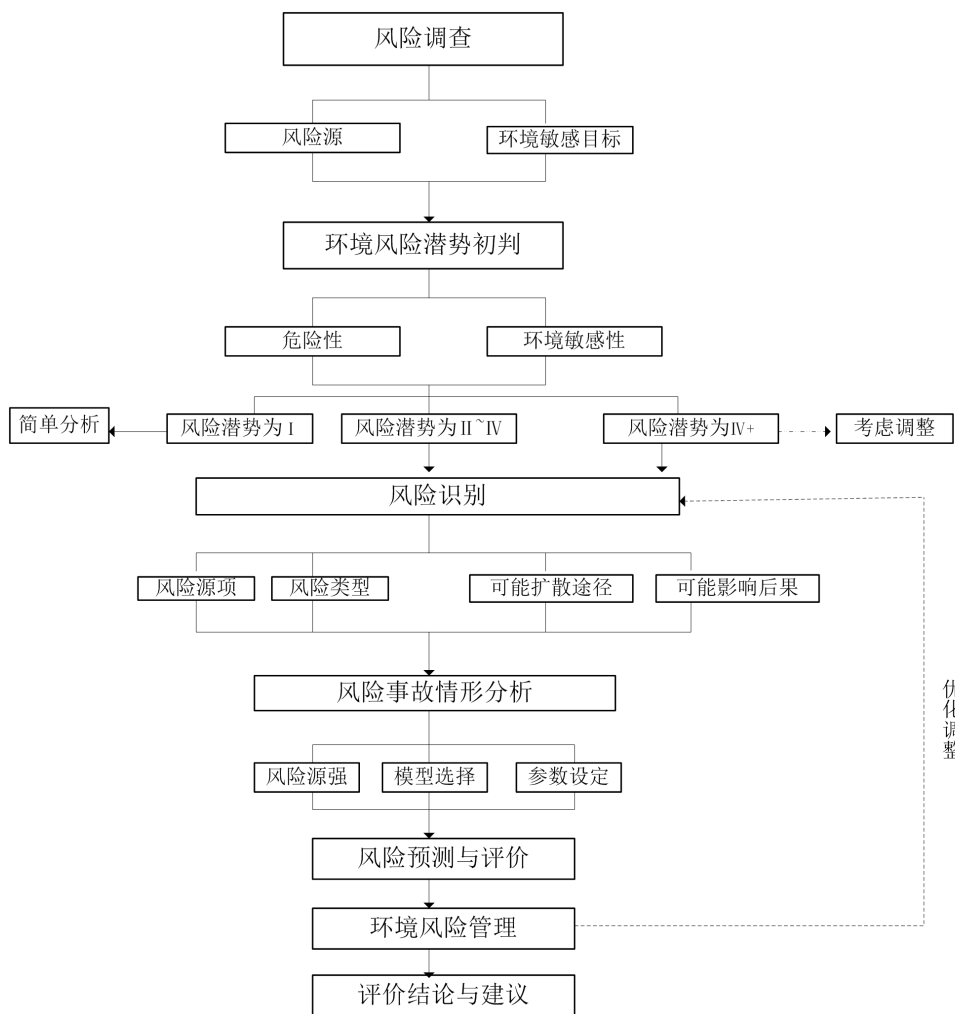 风险调查
风险源
环境敏感目标
环境风险潜势初判
危险性
环境敏感性
简单分析
风险潜势为I
风险潜势为II~IV
风险潜势为IV+
考虑调整
风险识别
风险源项
风险类型
可能扩散途径
可能影响后果
风险事故情形分析
优化调整
风险源强
模型选择
参数设定
风险预测与评价
环境风险管理
评价结论与建议